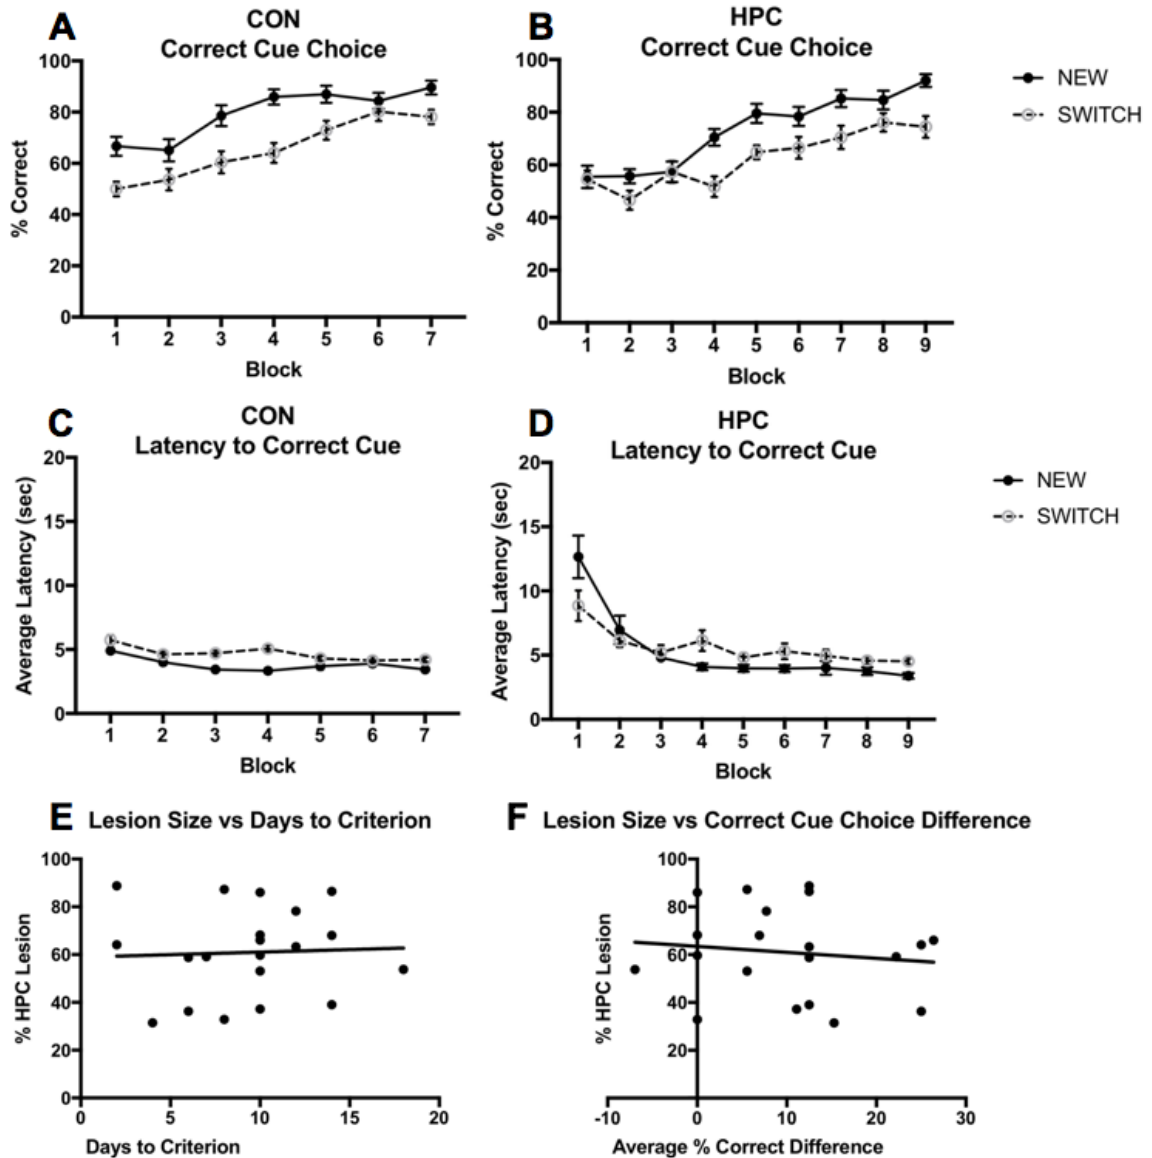 A
CON
Correct Cue Choice
% Correct
100
80
60
40
20
0
1 2 3 4 5 6 7
Block
B
HPC
Correct Cue Choice
% Correct
100
80
60
40
20
0
1 2 3 4 5 6 7 8 9
Block
NEW
SWITCH
C
CON
Latency to Correct Cue
Average Latency (sec)
20
15
10
5
0
1 2 3 4 5 6 7
Block
D
HPC
Latency to Correct Cue
Average Latency (sec)
20
15
10
5
0
1 2 3 4 5 6 7 8 9
Block
NEW
SWITCH
E Lesion Size vs Days to Criterion
% HPC Lesion
100
80
60
40
20
0
0 5 10 15 20
Days to Criterion
F Lesion Size vs Correct Cue Choice Difference
% HPC Lesion
100
80
60
40
20
-10 0 10 20 30
Average % Correct Difference